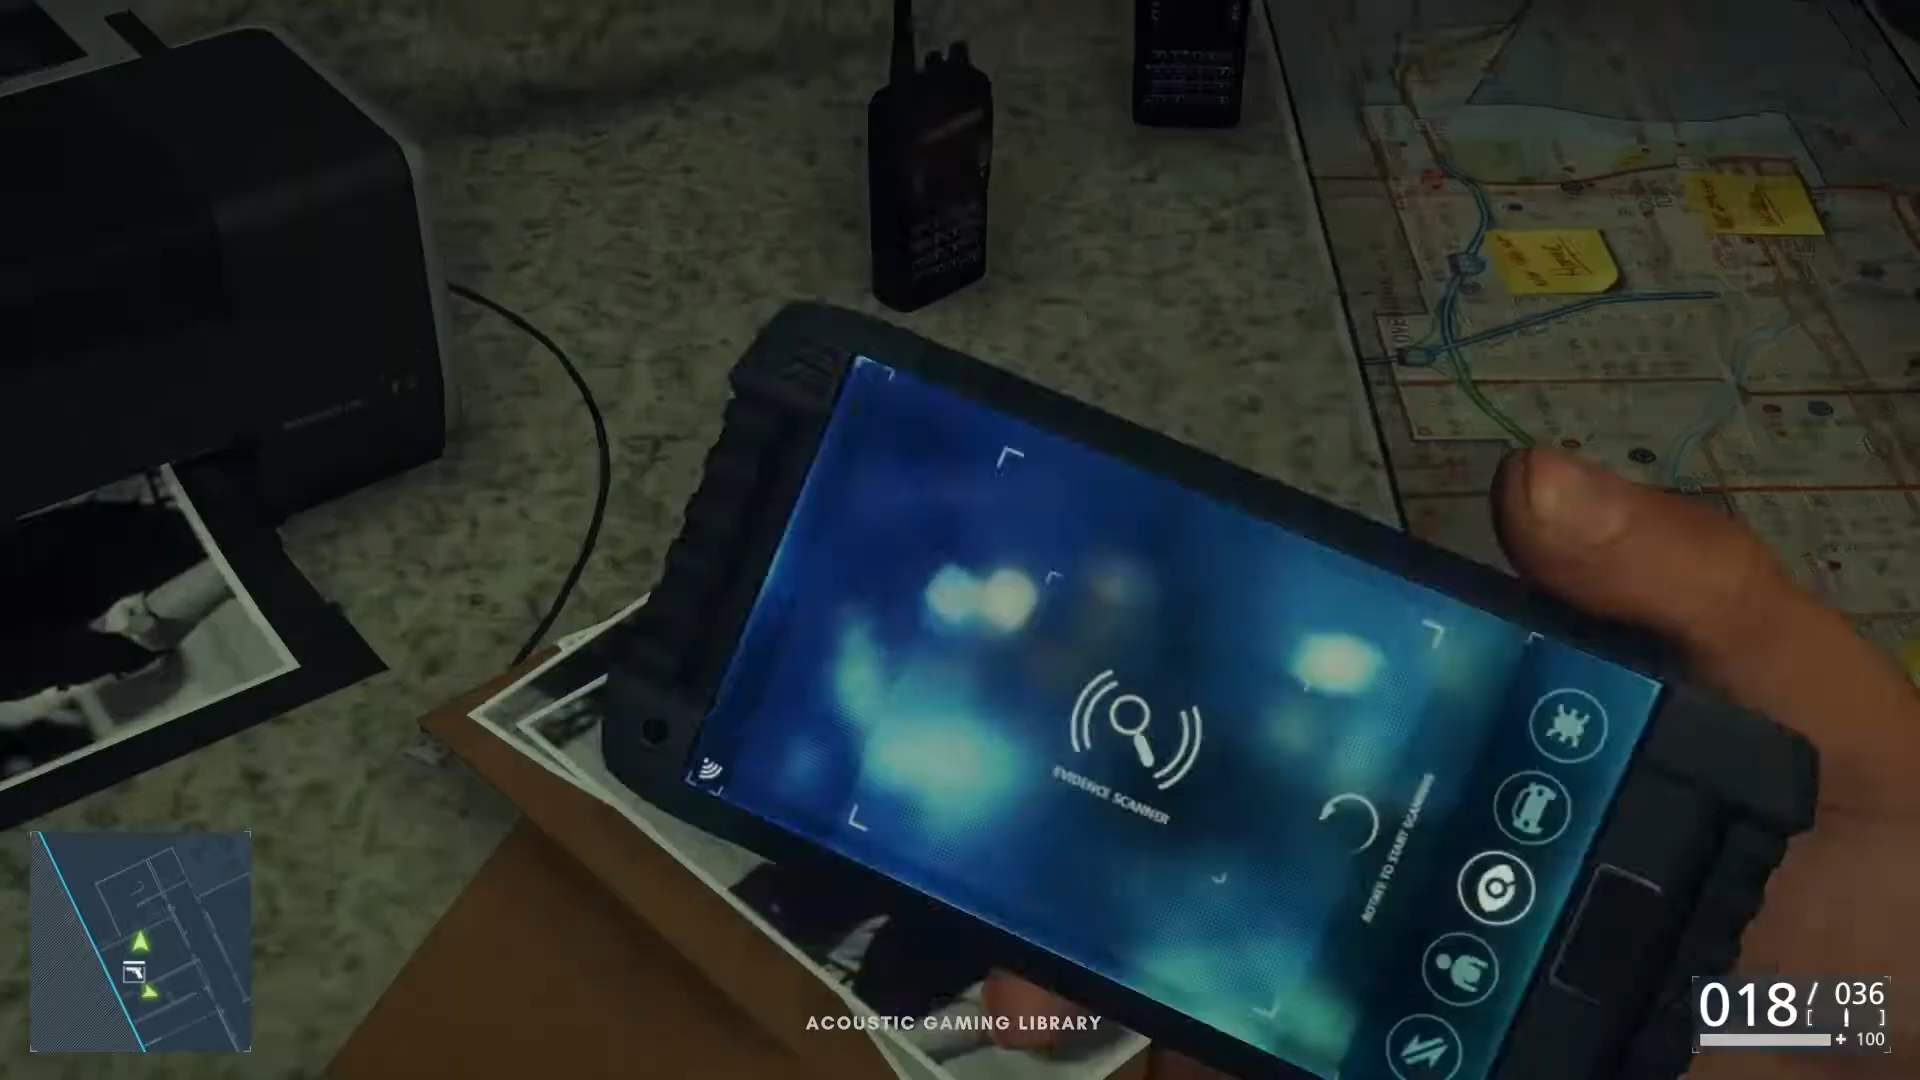 EVIDENCE SCANNER
ROTATE TO START SCANNING
ACOUSTIC GAMING LIBRARY
018/ 036
[ ! ]
+ 100